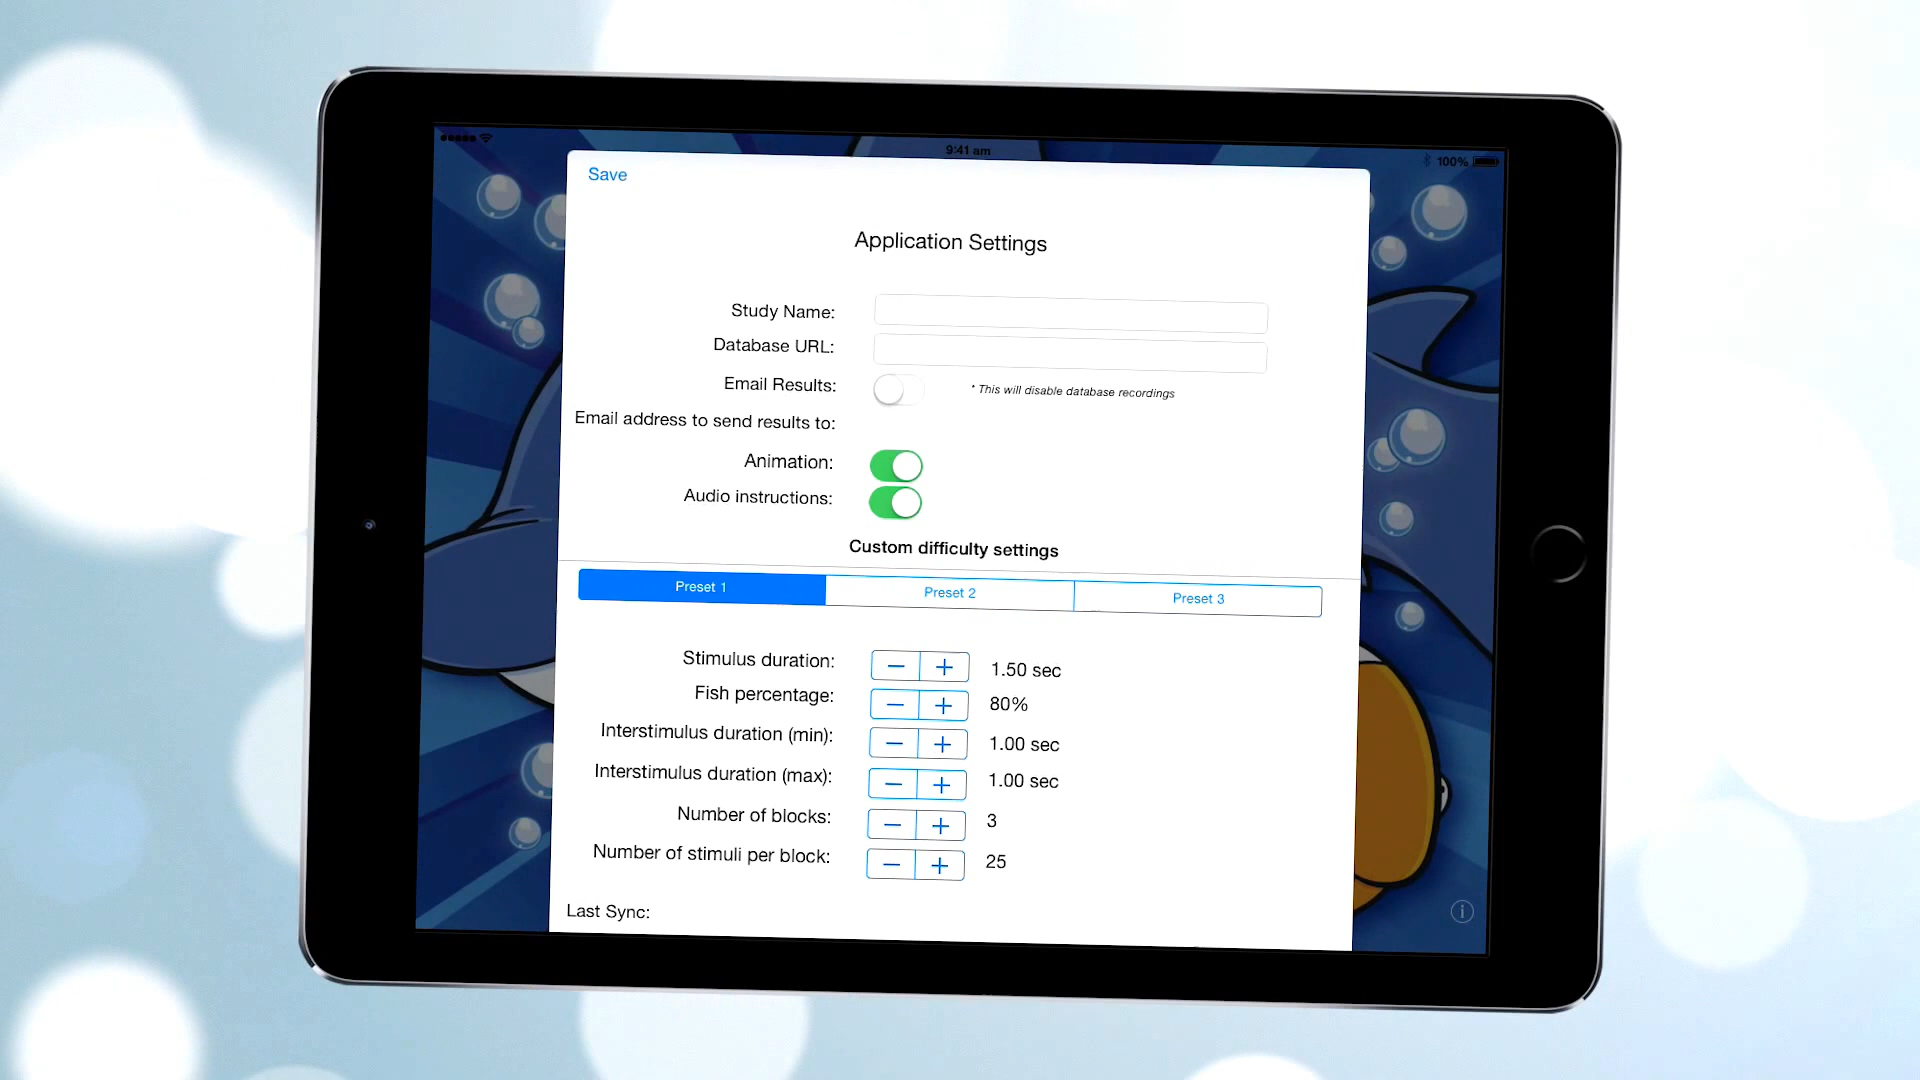 9:41 am
100%
Save
Application Settings
Study Name:
Database URL:
Email Results: * This will disable database recordings
Email address to send results to:
Animation:
Audio instructions:
Custom difficulty settings
Preset 1 Preset 2 Preset 3
Stimulus duration: − + 1.50 sec
Fish percentage: − + 80%
Interstimulus duration (min): − + 1.00 sec
Interstimulus duration (max): − + 1.00 sec
Number of blocks: − + 3
Number of stimuli per block: − + 25
Last Sync: